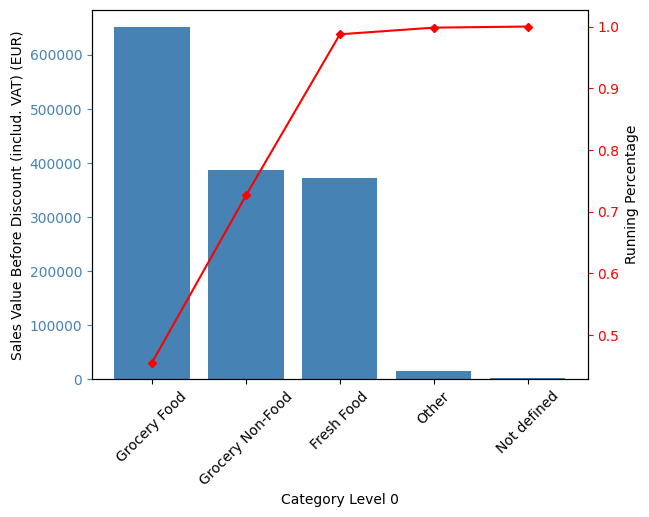 Sales Value Before Discount (includ. VAT) (EUR)
600000
500000
400000
300000
200000
100000
0
1.0
0.9
0.8
0.7
0.6
0.5
Running Percentage
Grocery Food
Grocery Non-Food
Fresh Food
Other
Not defined
Category Level 0